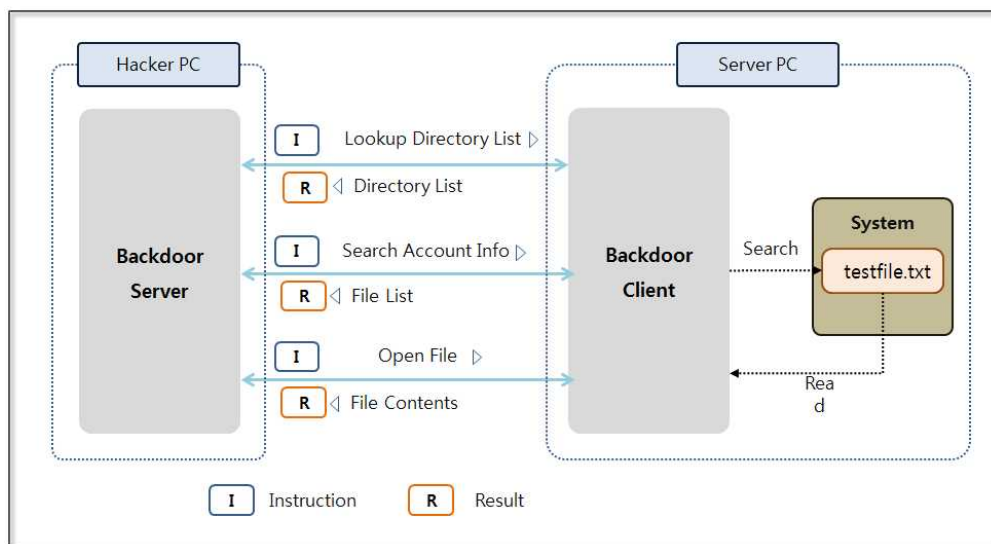 Hacker PC
Server PC
I
Lookup Directory List ▷
R
◁ Directory List
I
Search Account Info ▷
R
◁ File List
I
Open File ▷
R
◁ File Contents
Backdoor
Server
Backdoor
Client
Search
System
testfile.txt
Rea
d
I
Instruction
R
Result